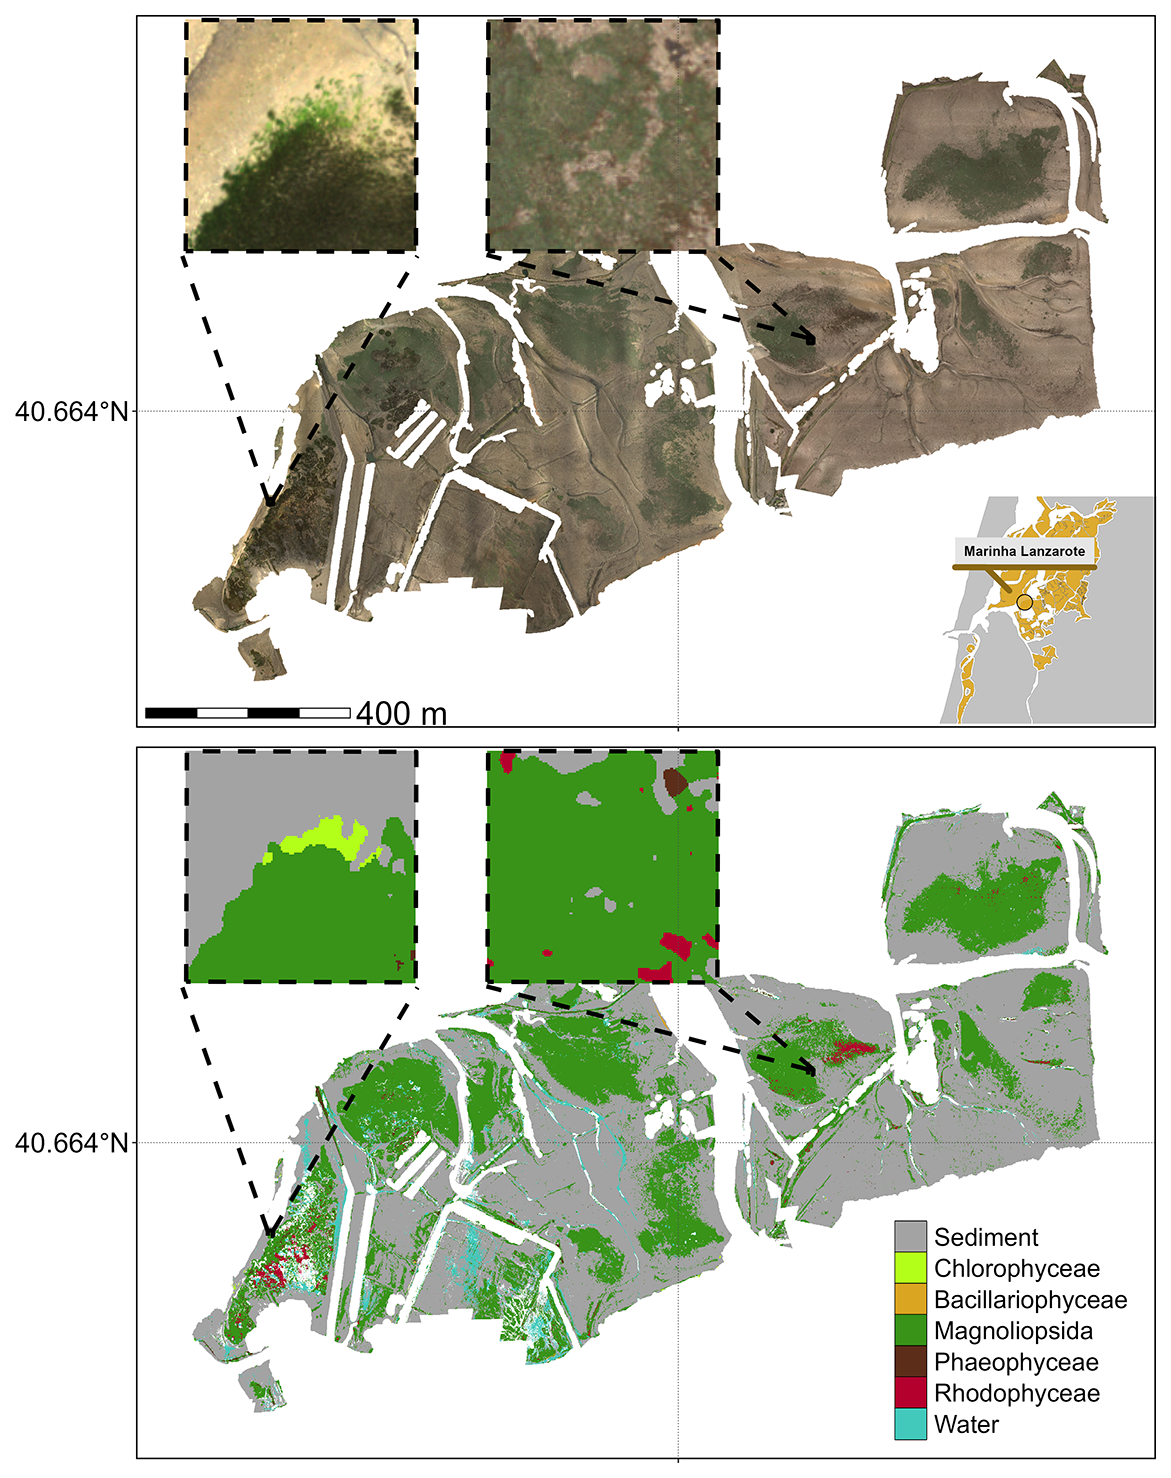 40.664°N
Marinha Lanzarote
400 m
40.664°N
Sediment
Chlorophyceae
Bacillariophyceae
Magnoliopsida
Phaeophyceae
Rhodophyceae
Water